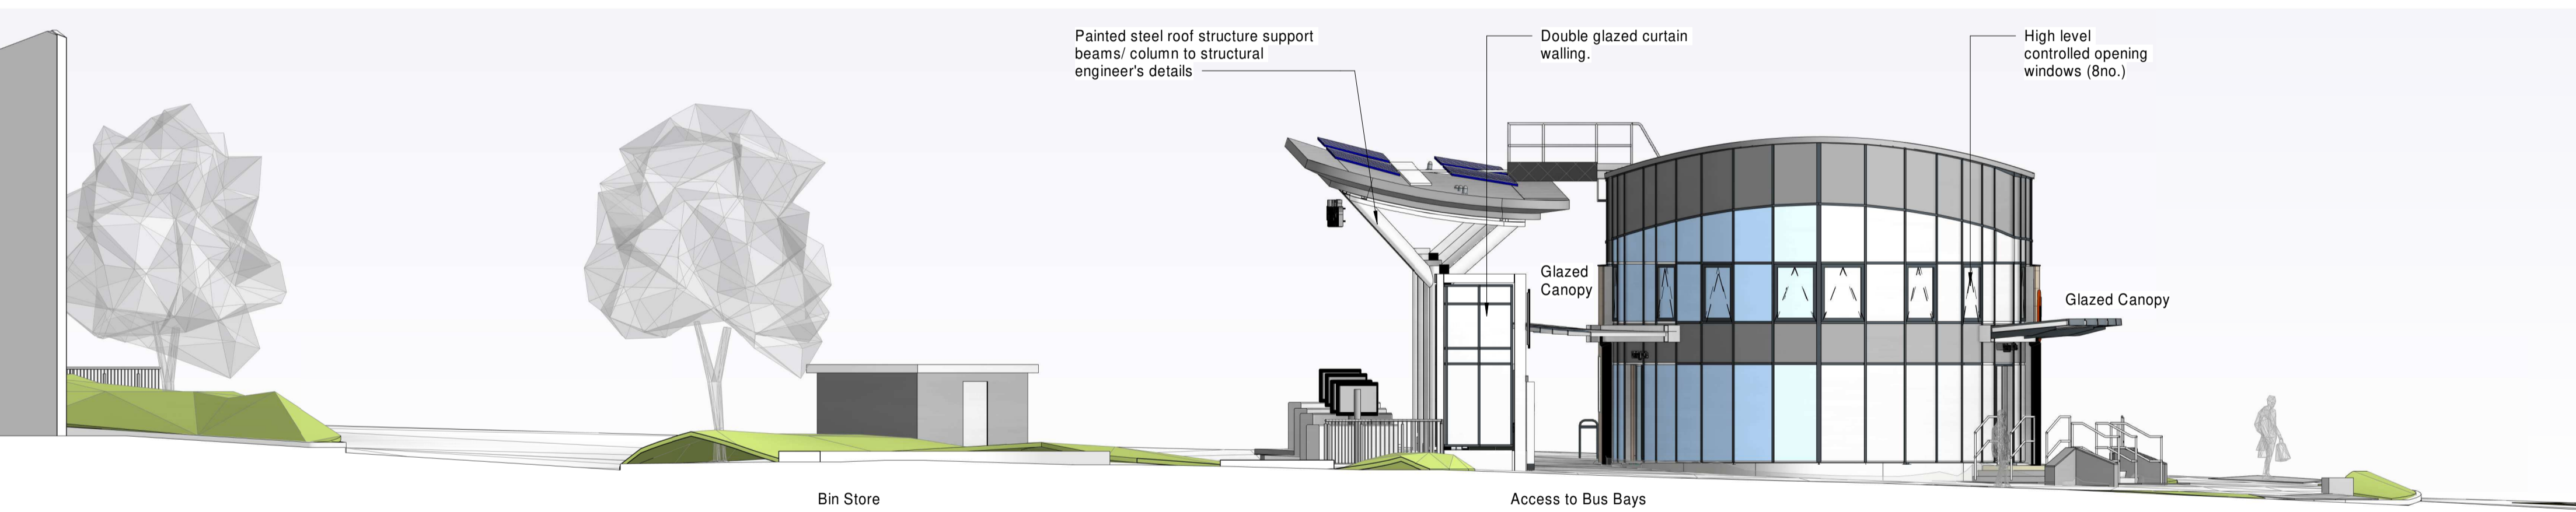 Painted steel roof structure support
beams/ column to structural
engineer's details
Double glazed curtain
walling.
High level
controlled opening
windows (8no.)
Glazed
Canopy
Glazed Canopy
Bin Store
Access to Bus Bays